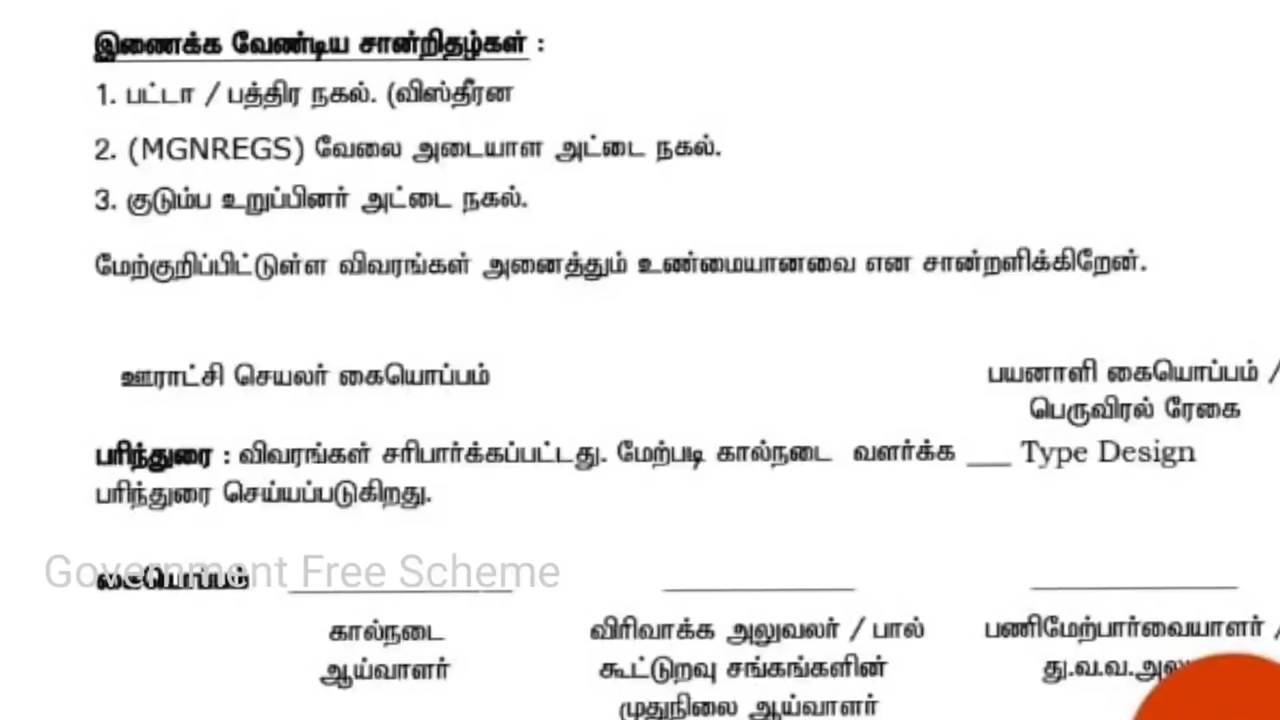 இணைக்க வேண்டிய சான்றிதழ்கள் :
1. பட்டா / பத்திர நகல். (விஸ்தீரன
2. (MGNREGS) வேலை அடையாள அட்டை நகல்.
3. குடும்ப உறுப்பினர் அட்டை நகல்.
மேற்குறிப்பிட்டுள்ள விவரங்கள் அனைத்தும் உண்மையானவை என சான்றளிக்கிறேன்.
ஊராட்சி செயலர் கையொப்பம்
பயனாளி கையொப்பம் /
பெருவிரல் ரேகை
பரிந்துரை : விவரங்கள் சரிபார்க்கப்பட்டது. மேற்படி கால்நடை வளர்க்க ___ Type Design
பரிந்துரை செய்யப்படுகிறது.
Government Free Scheme
கையொப்பம்
கால்நடை
ஆய்வாளர்
விரிவாக்க அலுவலர் / பால்
கூட்டுறவு சங்கங்களின்
முதுநிலை ஆய்வாளர்
பணிமேற்பார்வையாளர் /
து.வ.வ.அலு